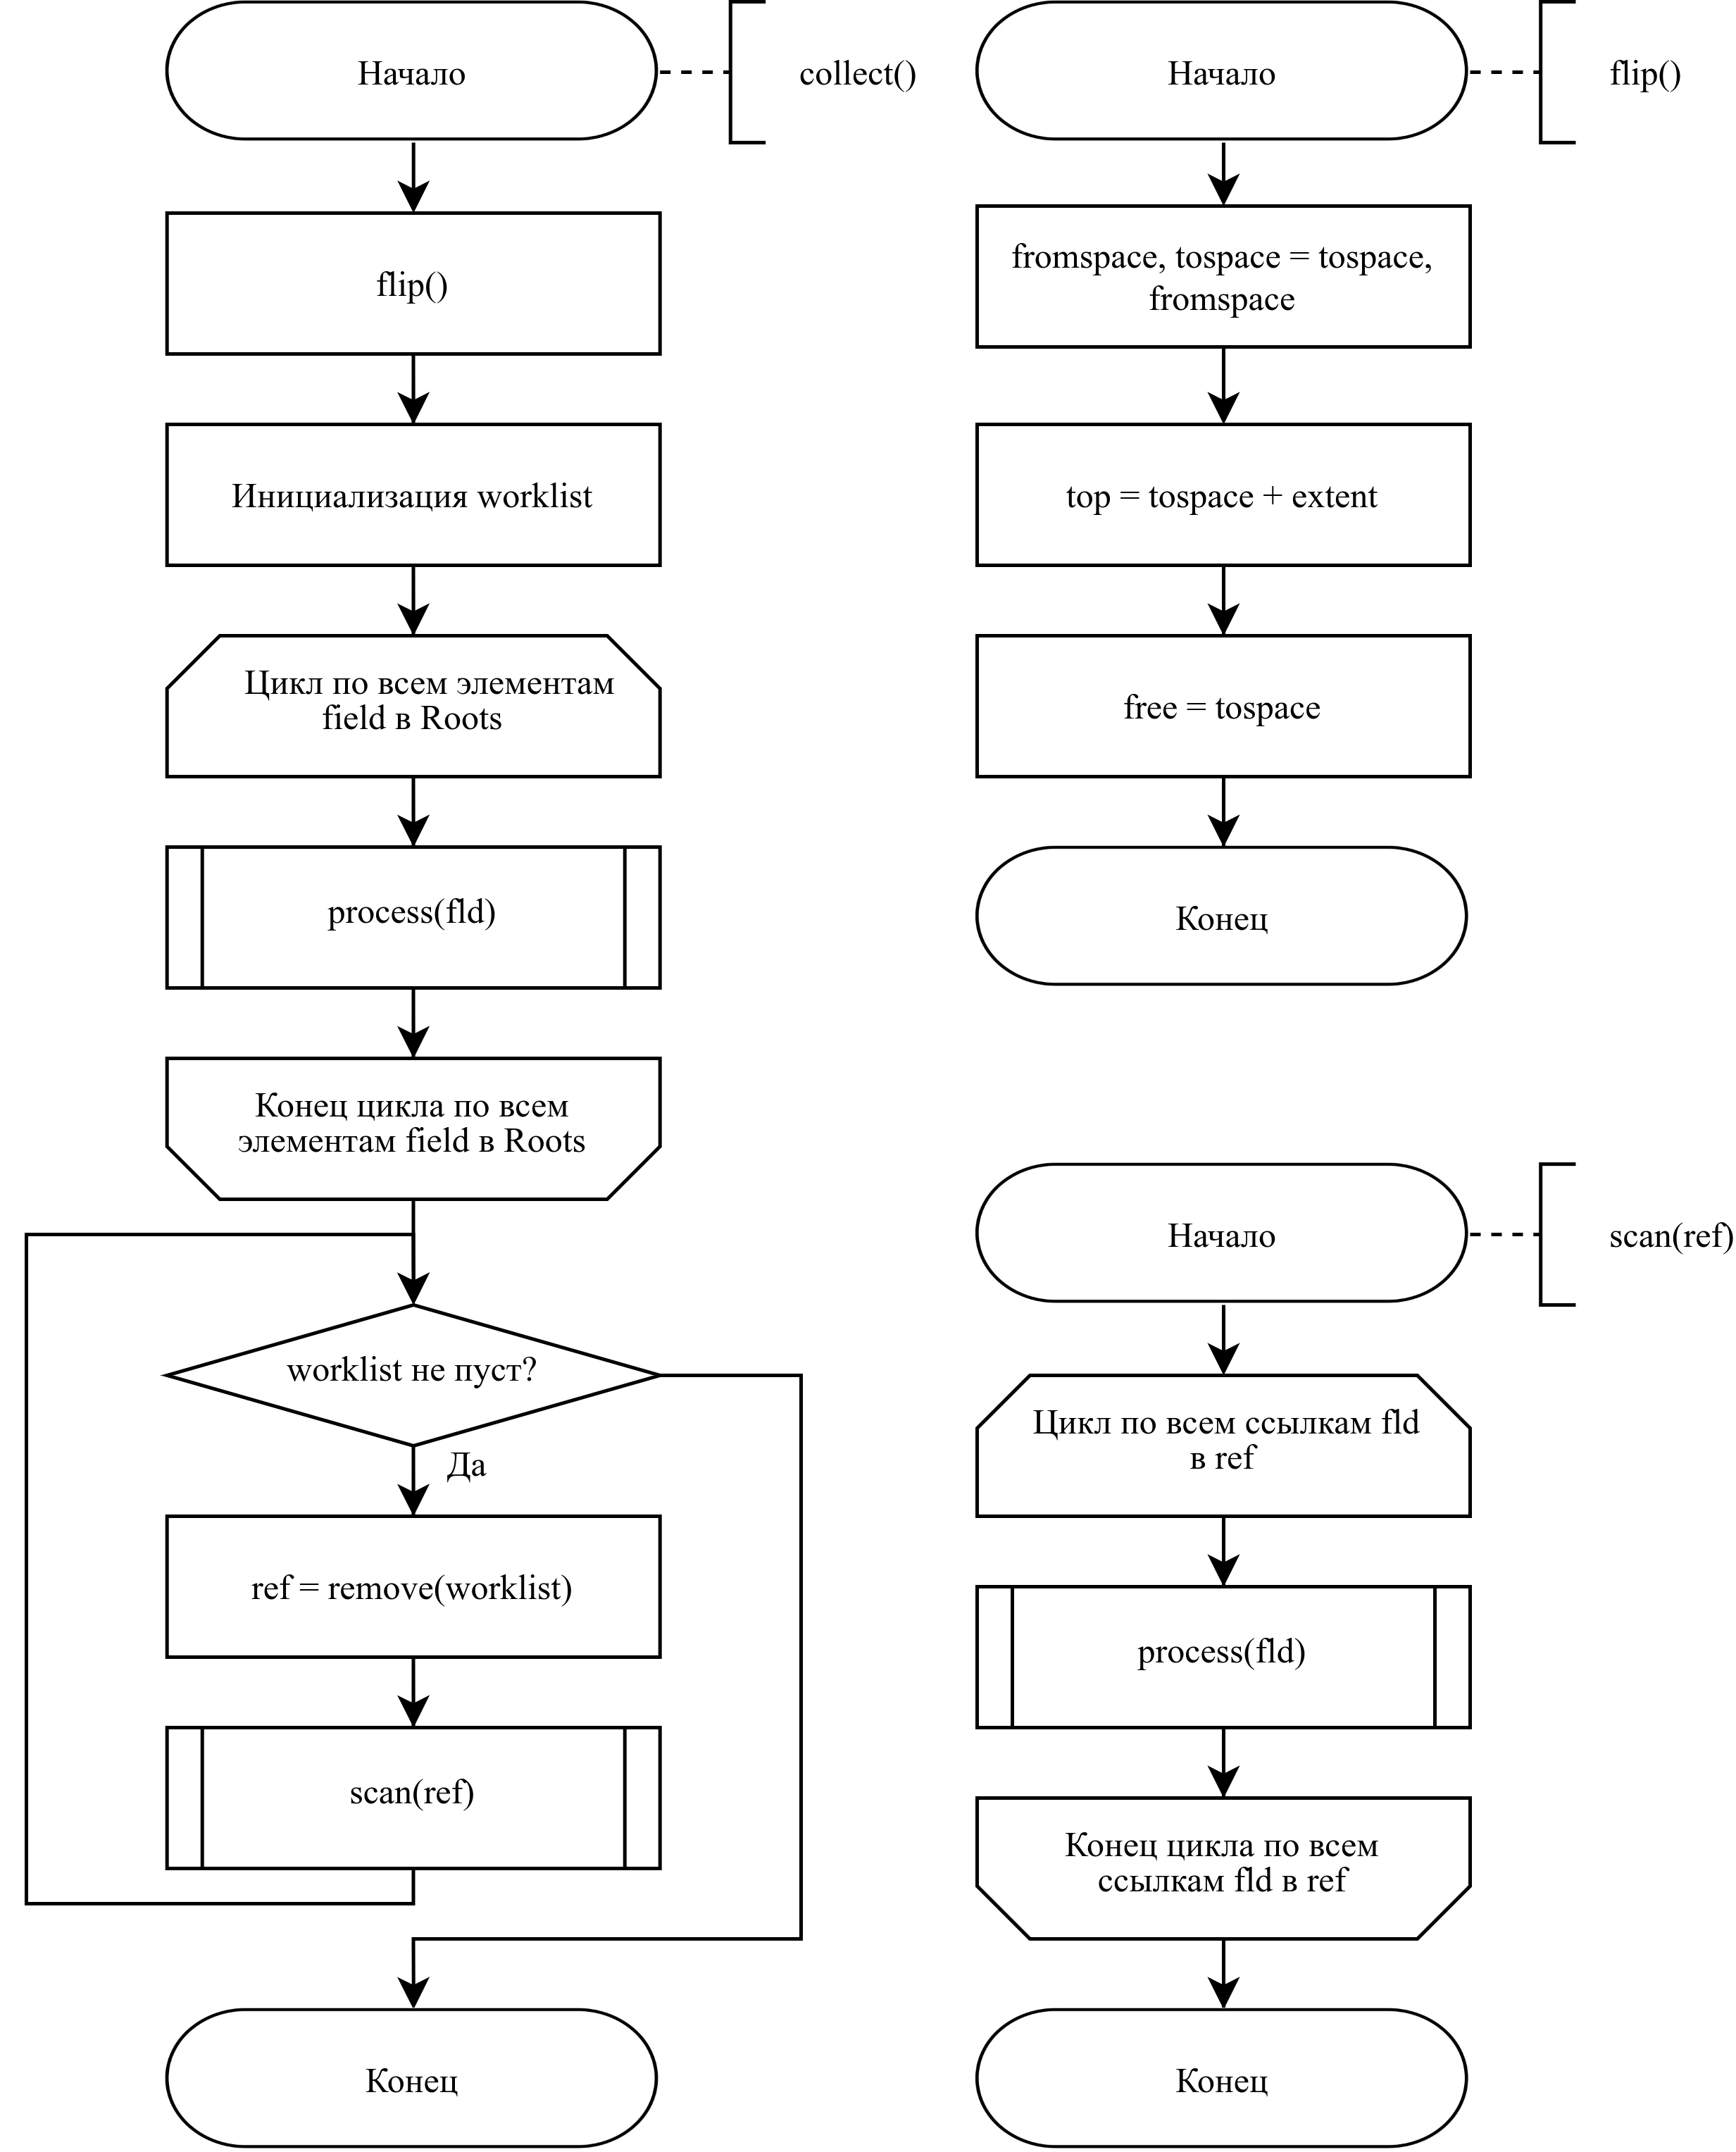 Начало
collect()
flip()
Инициализация worklist
Цикл по всем элементам
field в Roots
process(fld)
Конец цикла по всем
элементам field в Roots
worklist не пуст?
Да
ref = remove(worklist)
scan(ref)
Конец
Начало
flip()
fromspace, tospace = tospace,
fromspace
top = tospace + extent
free = tospace
Конец
Начало
scan(ref)
Цикл по всем ссылкам fld
в ref
process(fld)
Конец цикла по всем
ссылкам fld в ref
Конец